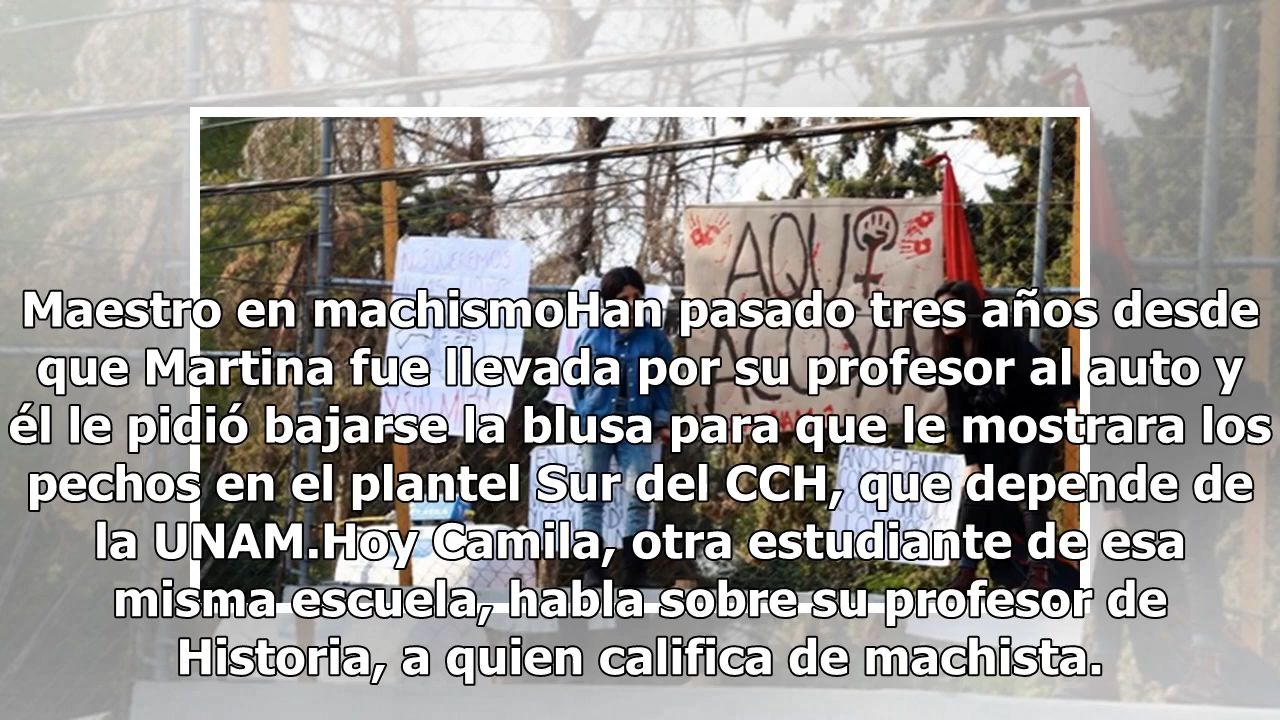 AQUI
Maestro en machismoHan pasado tres años desde
que Martina fue llevada por su profesor al auto y
él le pidió bajarse la blusa para que le mostrara los
pechos en el plantel Sur del CCH, que depende de
la UNAM.Hoy Camila, otra estudiante de esa
misma escuela, habla sobre su profesor de
Historia, a quien califica de machista.